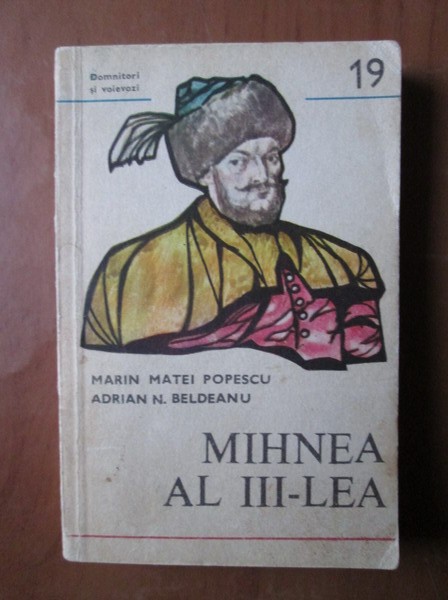 Domnitori
și voievozi
19
MARIN MATEI POPESCU
ADRIAN N. BELDEANU
MIHNEA
AL III-LEA